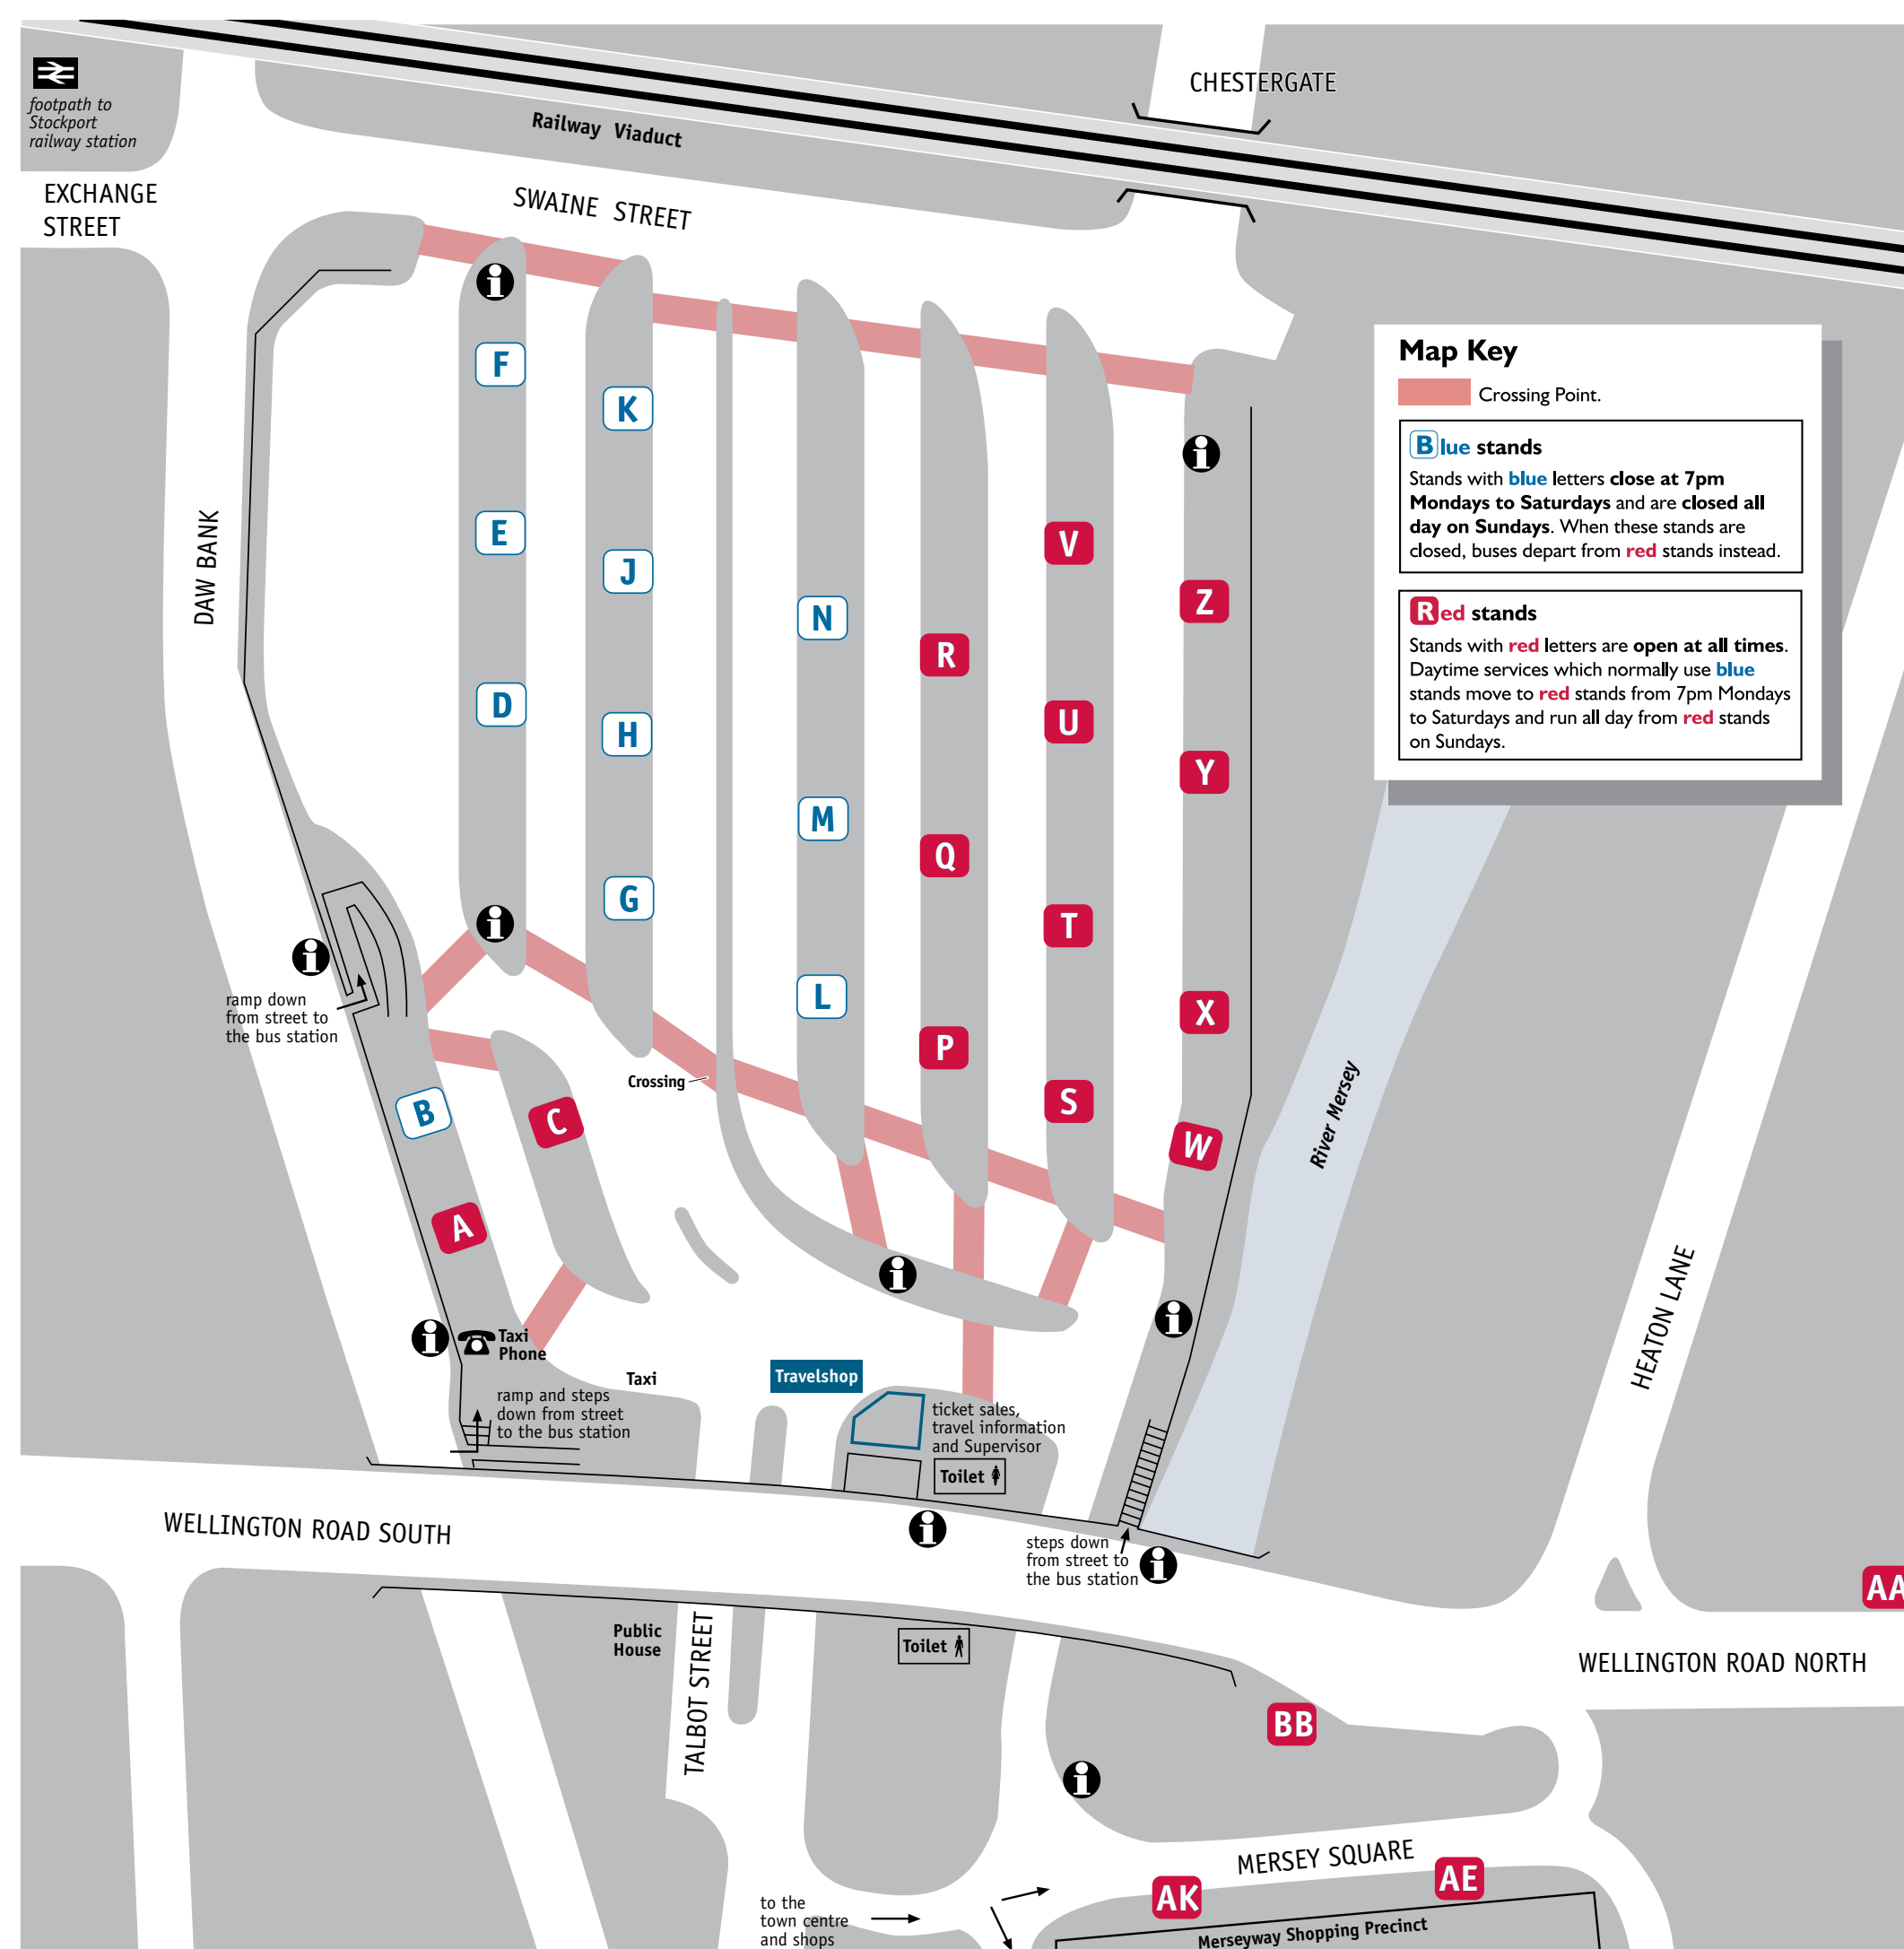 CHESTERGATE
footpath to
Stockport
railway station
Railway Viaduct
EXCHANGE
STREET
SWAINE STREET
Map Key
Crossing Point.
Blue stands
Stands with blue letters close at 7pm
Mondays to Saturdays and are closed all
day on Sundays. When these stands are
closed, buses depart from red stands instead.
Red stands
Stands with red letters are open at all times.
Daytime services which normally use blue
stands move to red stands from 7pm Mondays
to Saturdays and run all day from red stands
on Sundays.
DAW BANK
F
E
D
K
J
H
G
N
M
L
R
Q
P
V
U
T
S
Z
Y
X
W
i
i
i
i
ramp down
from street to
the bus station
Crossing
B
C
A
River Mersey
HEATON LANE
i
i
i
Taxi
Phone
Taxi
ramp and steps
down from street
to the bus station
Travelshop
ticket sales,
travel information
and Supervisor
Toilet
WELLINGTON ROAD SOUTH
i
steps down
from street to
the bus station
i
AA
Public
House
TALBOT STREET
Toilet
WELLINGTON ROAD NORTH
BB
i
MERSEY SQUARE
AK
AE
Merseyway Shopping Precinct
to the
town centre
and shops